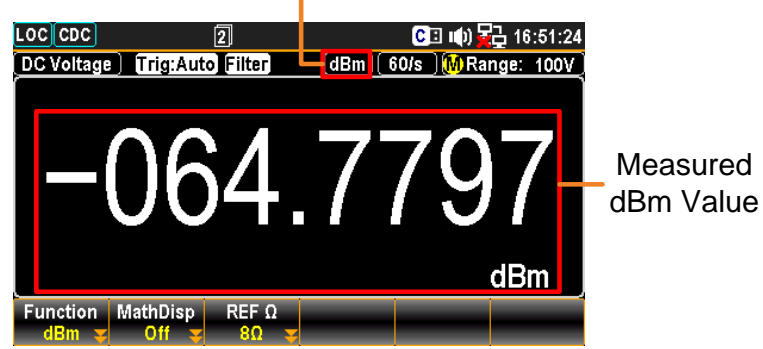 LOC CDC 2 C 16:51:24
DC Voltage Trig:Auto Filter dBm 60/s M Range: 100V
-064.7797
dBm
Measured
dBm Value
Function MathDisp REF Ω
dBm Off 8Ω